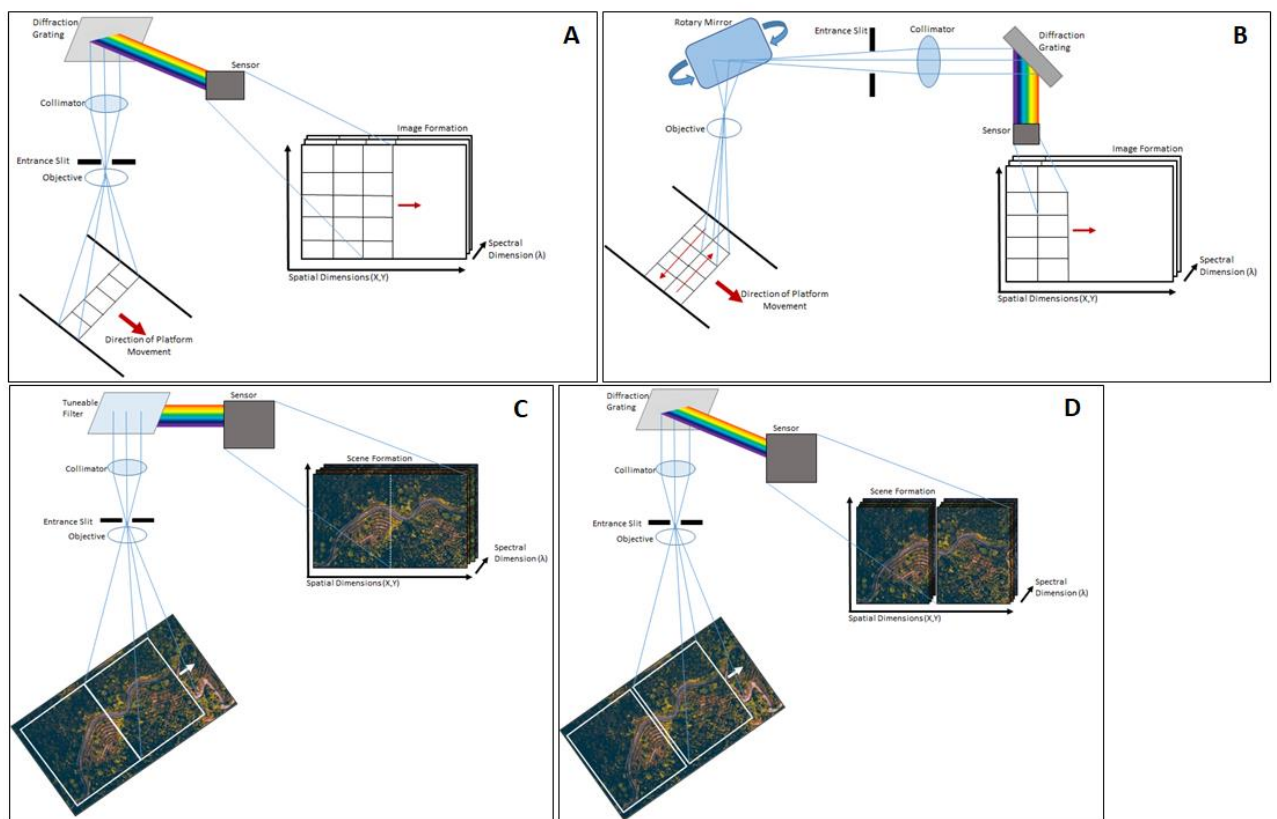 A
Diffraction
Grating
Sensor
Collimator
Image Formation
Entrance Slit
Objective
Spectral
Dimension (λ)
Spatial Dimensions (X,Y)
Direction of Platform
Movement
B
Rotary Mirror
Entrance Slit
Collimator
Diffraction
Grating
Objective
Sensor
Image Formation
Spectral
Dimension (λ)
Spatial Dimensions (X,Y)
Direction of Platform
Movement
C
Tuneable
Filter
Sensor
Collimator
Scene Formation
Entrance Slit
Objective
Spectral
Dimension (λ)
Spatial Dimensions (X,Y)
D
Diffraction
Grating
Sensor
Collimator
Scene Formation
Entrance Slit
Objective
Spectral
Dimension (λ)
Spatial Dimensions (X,Y)